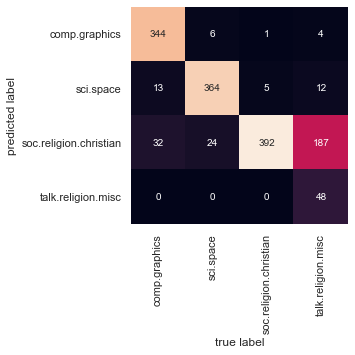 predicted label
comp.graphics 344 6 1 4
sci.space 13 364 5 12
soc.religion.christian 32 24 392 187
talk.religion.misc 0 0 0 48
comp.graphics
sci.space
soc.religion.christian
talk.religion.misc
true label